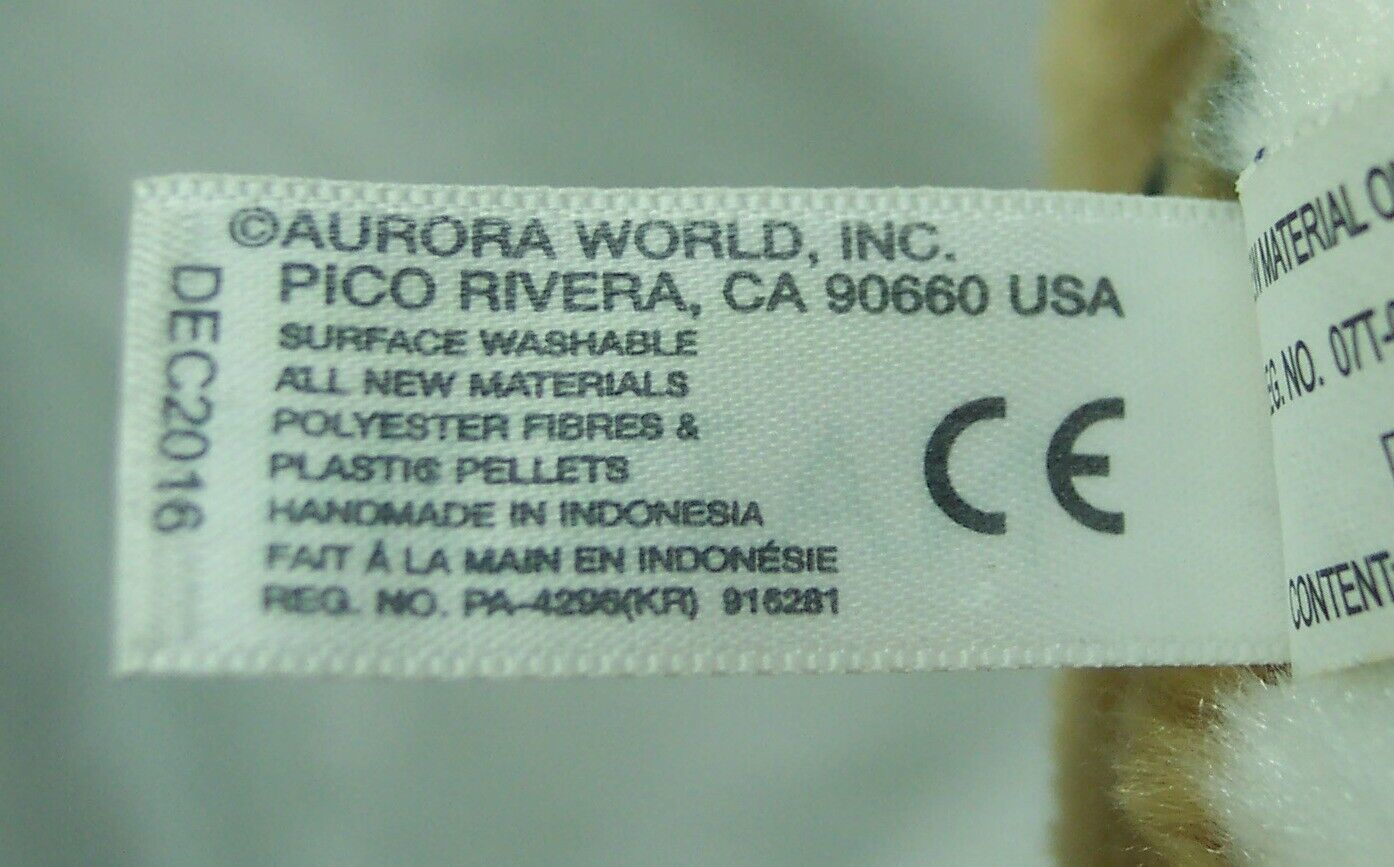 ©AURORA WORLD, INC.
PICO RIVERA, CA 90660 USA
SURFACE WASHABLE
ALL NEW MATERIALS
POLYESTER FIBRES &
PLASTIC PELLETS
HANDMADE IN INDONESIA
FAIT À LA MAIN EN INDONÉSIE
REG. NO. PA-4296(KR) 916281
DEC2016
CE
MATERIAL
NO. 07T-
CONTENT: